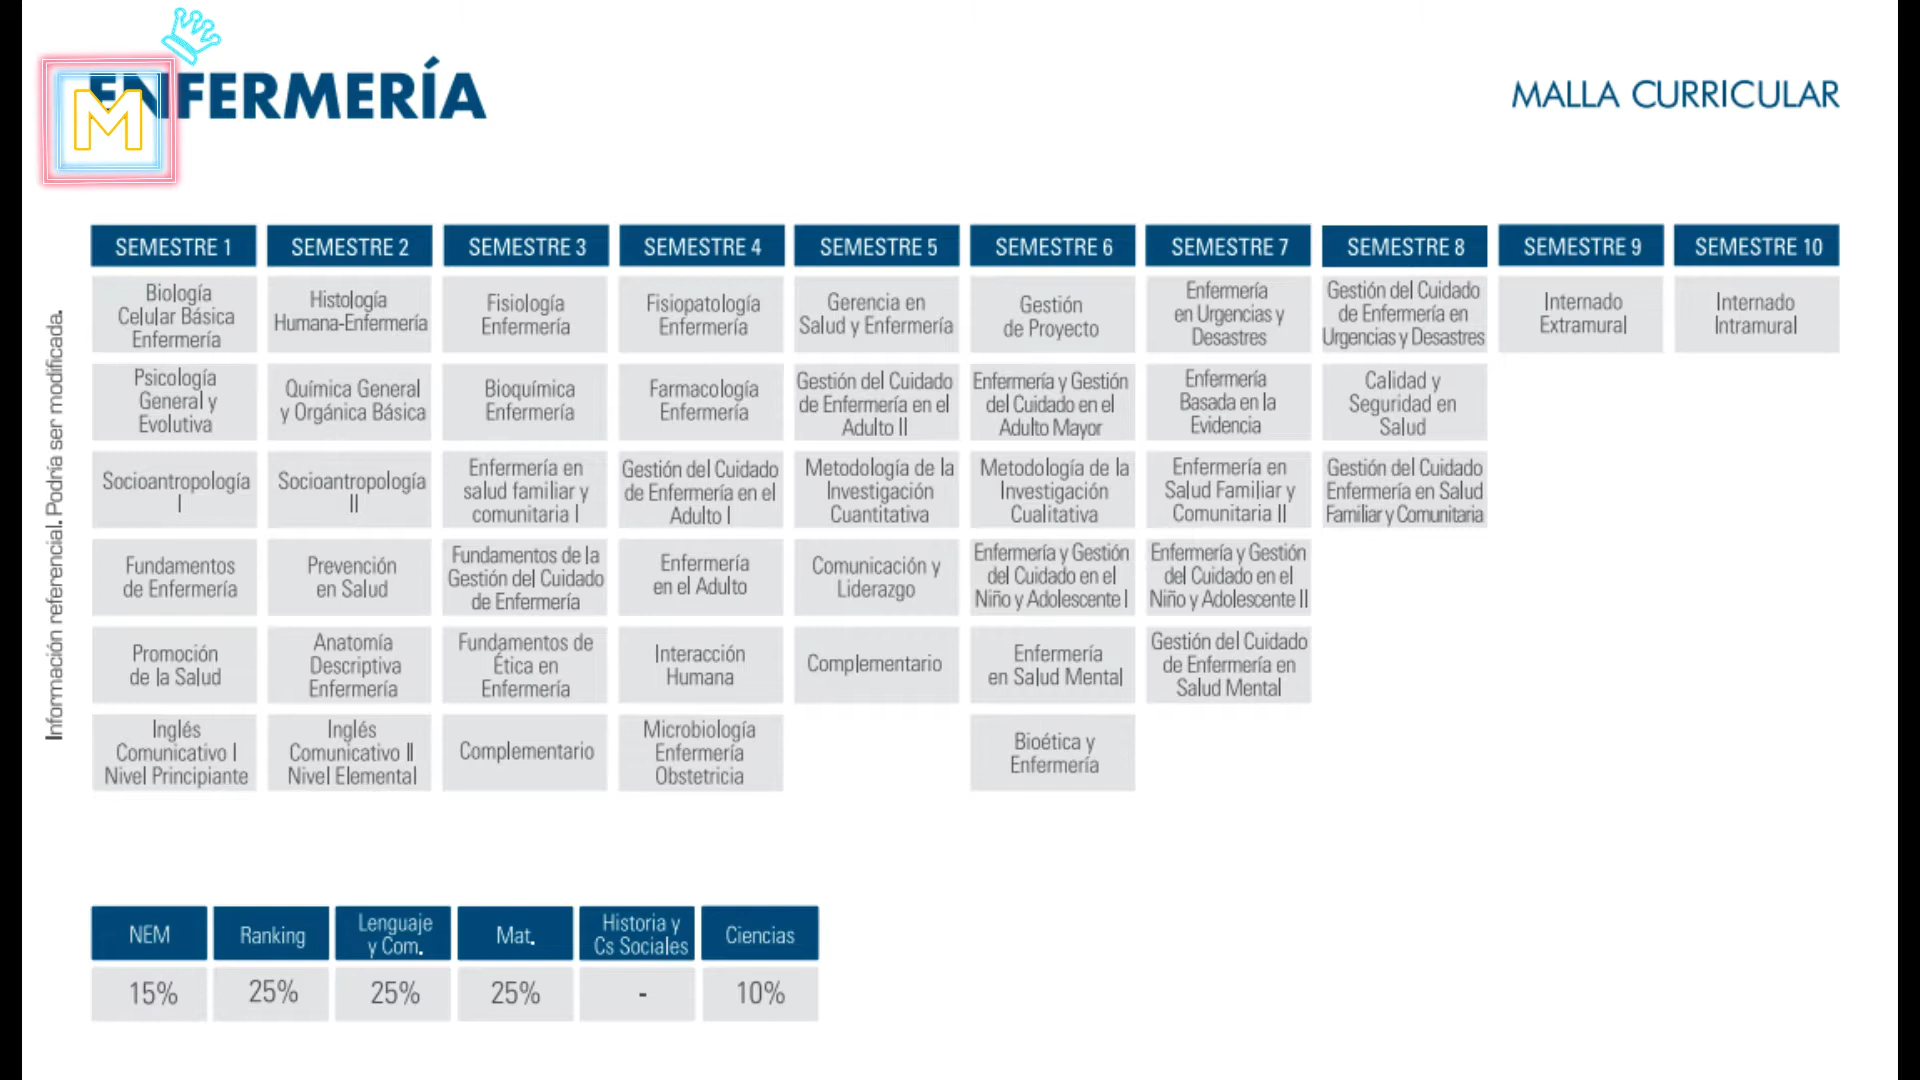 M
ENFERMERÍA
MALLA CURRICULAR
Información referencial. Podría ser modificada.
SEMESTRE 1
Biología
Celular Básica
Enfermería
Psicología
General y
Evolutiva
Socioantropología
I
Fundamentos
de Enfermería
Promoción
de la Salud
Inglés
Comunicativo I
Nivel Principiante
SEMESTRE 2
Histología
Humana-Enfermería
Química General
y Orgánica Básica
Socioantropología
II
Prevención
en Salud
Anatomía
Descriptiva
Enfermería
Inglés
Comunicativo II
Nivel Elemental
SEMESTRE 3
Fisiología
Enfermería
Bioquímica
Enfermería
Enfermería en
salud familiar y
comunitaria I
Fundamentos de la
Gestión del Cuidado
de Enfermería
Fundamentos de
Ética en
Enfermería
Complementario
SEMESTRE 4
Fisiopatología
Enfermería
Farmacología
Enfermería
Gestión del Cuidado
de Enfermería en el
Adulto I
Enfermería
en el Adulto
Interacción
Humana
Microbiología
Enfermería
Obstetricia
SEMESTRE 5
Gerencia en
Salud y Enfermería
Gestión del Cuidado
de Enfermería en el
Adulto II
Metodología de la
Investigación
Cuantitativa
Comunicación y
Liderazgo
Complementario
SEMESTRE 6
Gestión
de Proyecto
Enfermería y Gestión
del Cuidado en el
Adulto Mayor
Metodología de la
Investigación
Cualitativa
Enfermería y Gestión
del Cuidado en el
Niño y Adolescente I
Enfermería
en Salud Mental
Bioética y
Enfermería
SEMESTRE 7
Enfermería
en Urgencias y
Desastres
Enfermería
Basada en la
Evidencia
Enfermería en
Salud Familiar y
Comunitaria II
Enfermería y Gestión
del Cuidado en el
Niño y Adolescente II
Gestión del Cuidado
de Enfermería en
Salud Mental
SEMESTRE 8
Gestión del Cuidado
de Enfermería en
Urgencias y Desastres
Calidad y
Seguridad en
Salud
Gestión del Cuidado
Enfermería en Salud
Familiar y Comunitaria
SEMESTRE 9
Internado
Extramural
SEMESTRE 10
Internado
Intramural
NEM
15%
Ranking
25%
Lenguaje
y Com.
25%
Mat.
25%
Historia y
Cs Sociales
-
Ciencias
10%